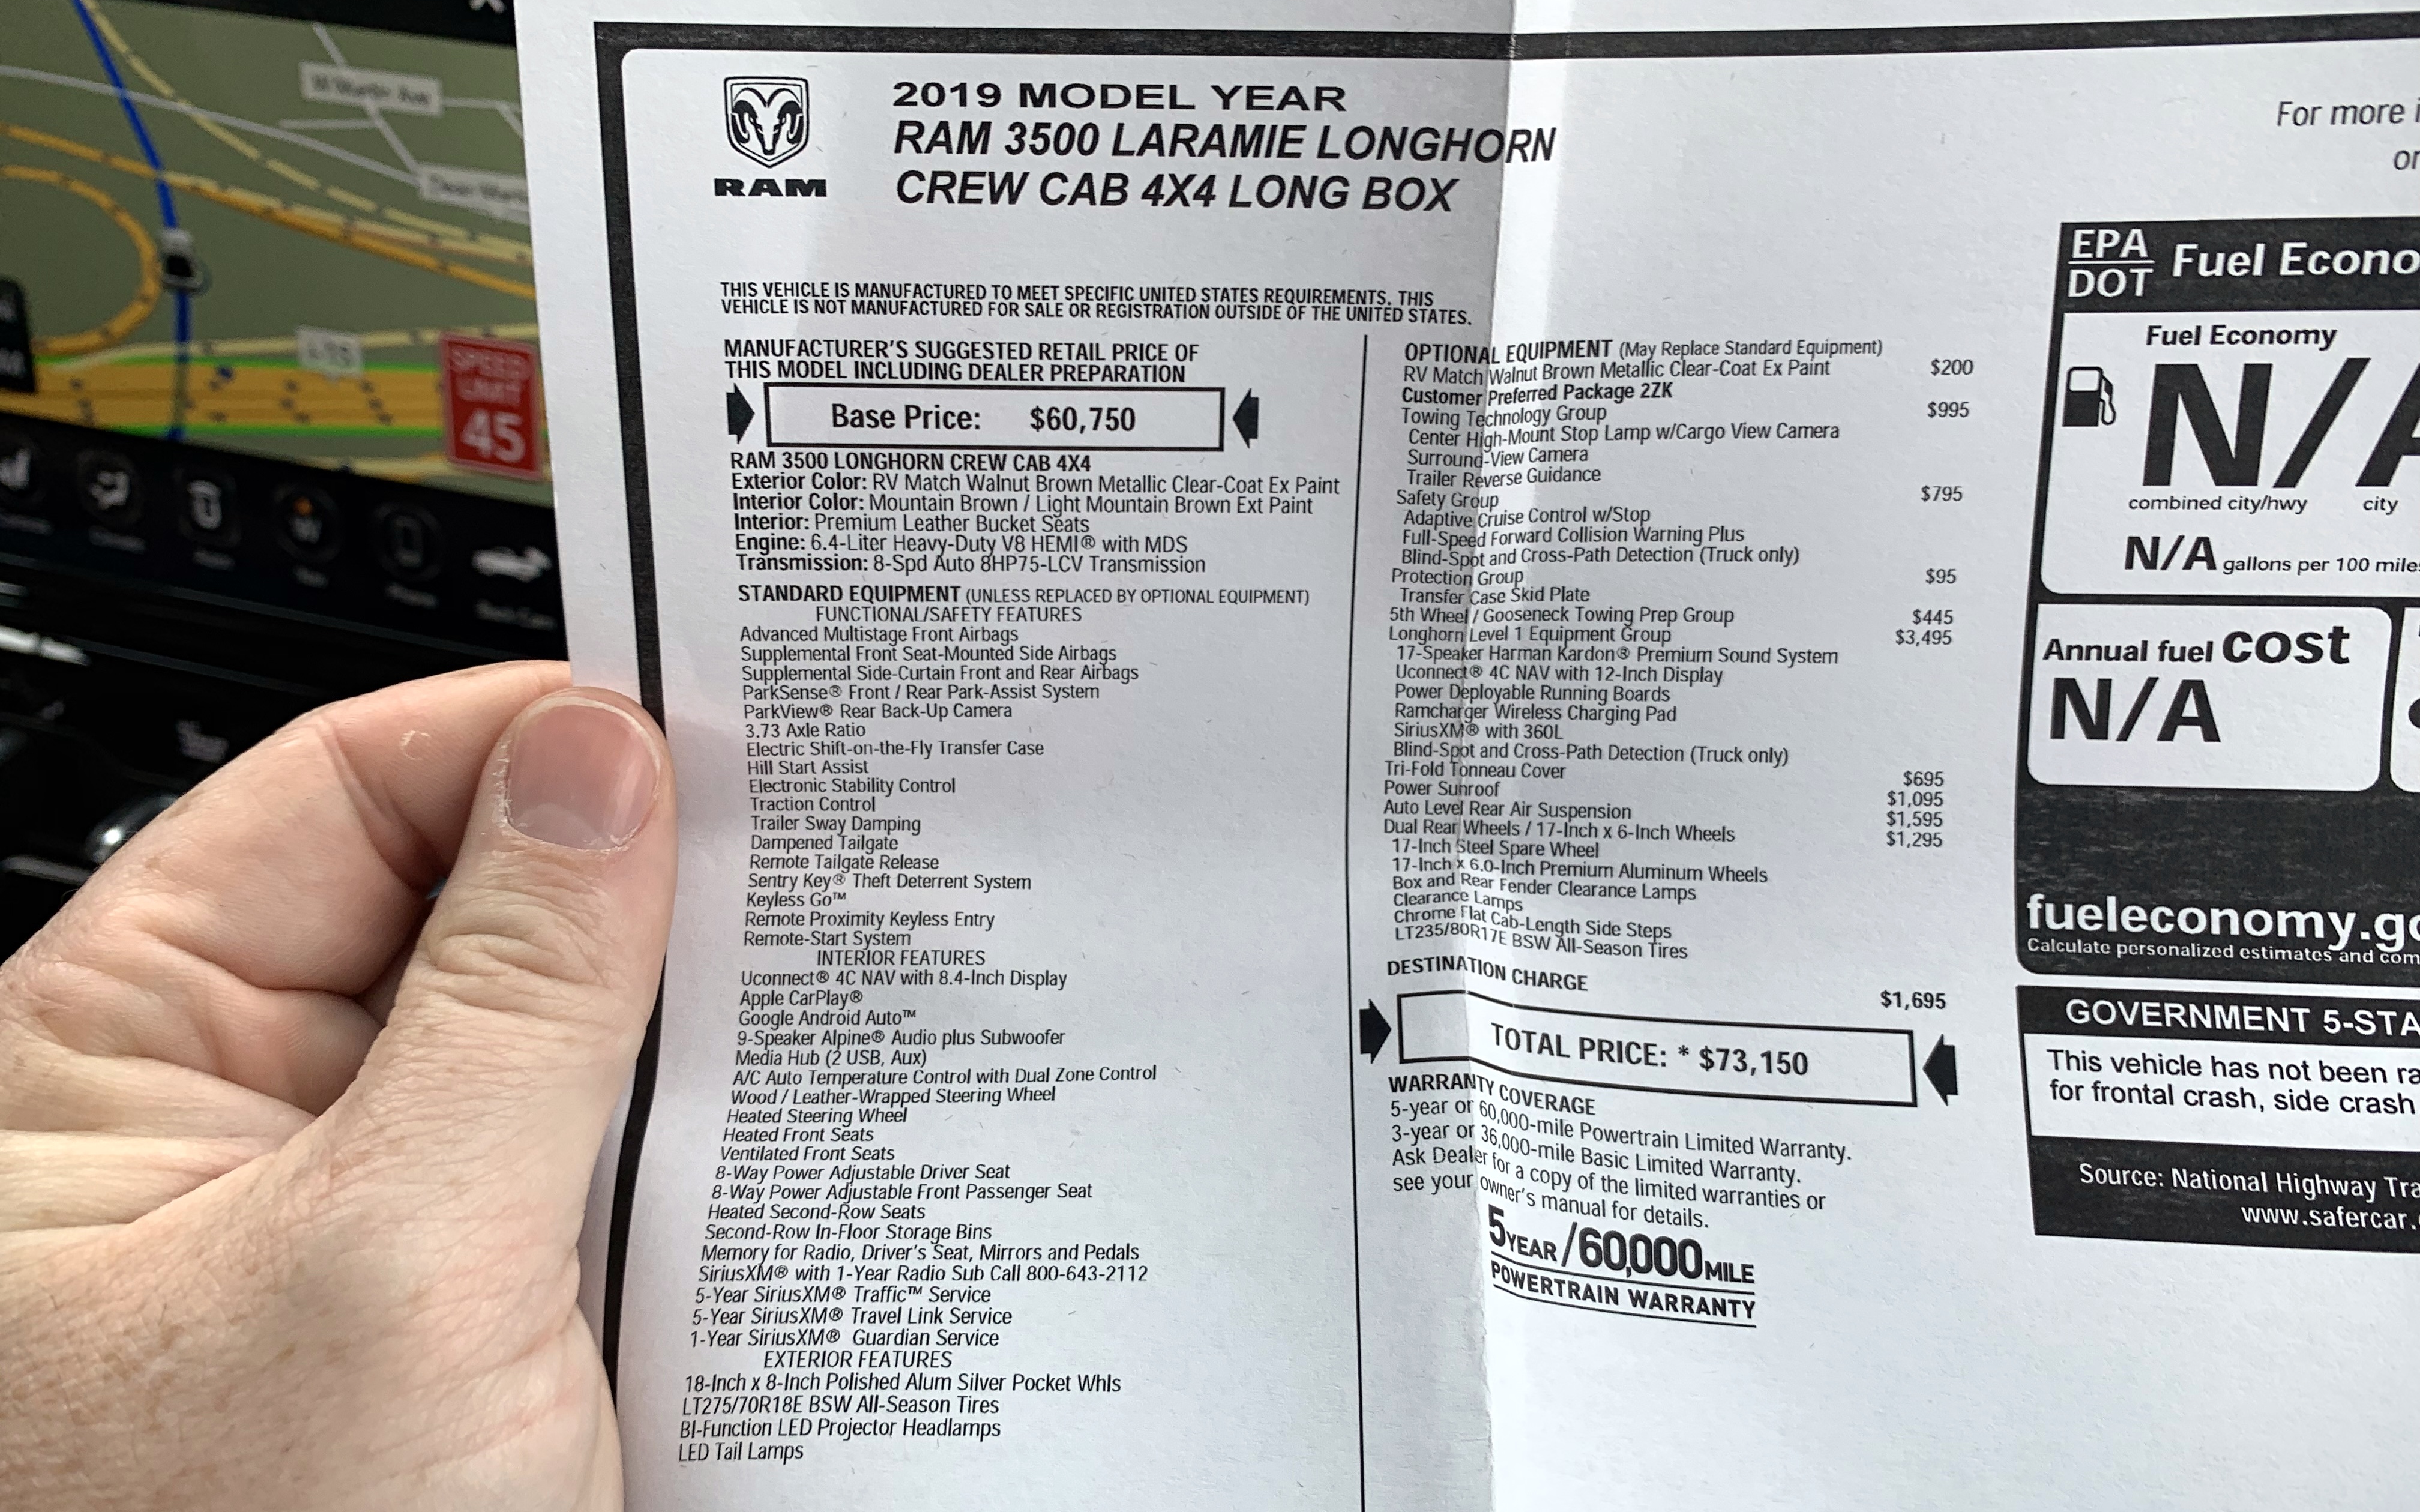 W Martin Ave
Dean Martin
I-15
SPEED
LIMIT
45
RAM
2019 MODEL YEAR
RAM 3500 LARAMIE LONGHORN
CREW CAB 4X4 LONG BOX
THIS VEHICLE IS MANUFACTURED TO MEET SPECIFIC UNITED STATES REQUIREMENTS. THIS
VEHICLE IS NOT MANUFACTURED FOR SALE OR REGISTRATION OUTSIDE OF THE UNITED STATES.
MANUFACTURER'S SUGGESTED RETAIL PRICE OF
THIS MODEL INCLUDING DEALER PREPARATION
Base Price: $60,750
RAM 3500 LONGHORN CREW CAB 4X4
Exterior Color: RV Match Walnut Brown Metallic Clear-Coat Ex Paint
Interior Color: Mountain Brown / Light Mountain Brown Ext Paint
Interior: Premium Leather Bucket Seats
Engine: 6.4-Liter Heavy-Duty V8 HEMI® with MDS
Transmission: 8-Spd Auto 8HP75-LCV Transmission
STANDARD EQUIPMENT (UNLESS REPLACED BY OPTIONAL EQUIPMENT)
FUNCTIONAL/SAFETY FEATURES
Advanced Multistage Front Airbags
Supplemental Front Seat-Mounted Side Airbags
Supplemental Side-Curtain Front and Rear Airbags
ParkSense® Front / Rear Park-Assist System
ParkView® Rear Back-Up Camera
3.73 Axle Ratio
Electric Shift-on-the-Fly Transfer Case
Hill Start Assist
Electronic Stability Control
Traction Control
Trailer Sway Damping
Dampened Tailgate
Remote Tailgate Release
Sentry Key® Theft Deterrent System
Keyless Go™
Remote Proximity Keyless Entry
Remote-Start System
INTERIOR FEATURES
Uconnect® 4C NAV with 8.4-Inch Display
Apple CarPlay®
Google Android Auto™
9-Speaker Alpine® Audio plus Subwoofer
Media Hub (2 USB, Aux)
A/C Auto Temperature Control with Dual Zone Control
Wood / Leather-Wrapped Steering Wheel
Heated Steering Wheel
Heated Front Seats
Ventilated Front Seats
8-Way Power Adjustable Driver Seat
8-Way Power Adjustable Front Passenger Seat
Heated Second-Row Seats
Second-Row In-Floor Storage Bins
Memory for Radio, Driver's Seat, Mirrors and Pedals
SiriusXM® with 1-Year Radio Sub Call 800-643-2112
5-Year SiriusXM® Traffic™ Service
5-Year SiriusXM® Travel Link Service
1-Year SiriusXM® Guardian Service
EXTERIOR FEATURES
18-Inch x 8-Inch Polished Alum Silver Pocket Whls
LT275/70R18E BSW All-Season Tires
BI-Function LED Projector Headlamps
LED Tail Lamps
OPTIONAL EQUIPMENT (May Replace Standard Equipment)
RV Match Walnut Brown Metallic Clear-Coat Ex Paint $200
Customer Preferred Package 2ZK
Towing Technology Group $995
Center High-Mount Stop Lamp w/Cargo View Camera
Surround-View Camera
Trailer Reverse Guidance
Safety Group $795
Adaptive Cruise Control w/Stop
Full-Speed Forward Collision Warning Plus
Blind-Spot and Cross-Path Detection (Truck only)
Protection Group $95
Transfer Case Skid Plate
5th Wheel / Gooseneck Towing Prep Group $445
Longhorn Level 1 Equipment Group $3,495
17-Speaker Harman Kardon® Premium Sound System
Uconnect® 4C NAV with 12-Inch Display
Power Deployable Running Boards
Ramcharger Wireless Charging Pad
SiriusXM® with 360L
Blind-Spot and Cross-Path Detection (Truck only)
Tri-Fold Tonneau Cover $695
Power Sunroof $1,095
Auto Level Rear Air Suspension $1,595
Dual Rear Wheels / 17-Inch x 6-Inch Wheels $1,295
17-Inch Steel Spare Wheel
17-Inch x 6.0-Inch Premium Aluminum Wheels
Box and Rear Fender Clearance Lamps
Clearance Lamps
Chrome Flat Cab-Length Side Steps
LT235/80R17E BSW All-Season Tires
DESTINATION CHARGE $1,695
TOTAL PRICE: * $73,150
WARRANTY COVERAGE
5-year or 60,000-mile Powertrain Limited Warranty.
3-year or 36,000-mile Basic Limited Warranty.
Ask Dealer for a copy of the limited warranties or
see your owner's manual for details.
5 YEAR / 60,000 MILE
POWERTRAIN WARRANTY
For more i
or
EPA
DOT
Fuel Econo
Fuel Economy
N/A
combined city/hwy city
N/A gallons per 100 miles
Annual fuel cost
N/A
fueleconomy.go
Calculate personalized estimates and com
GOVERNMENT 5-STA
This vehicle has not been ra
for frontal crash, side crash
Source: National Highway Tra
www.safercar.